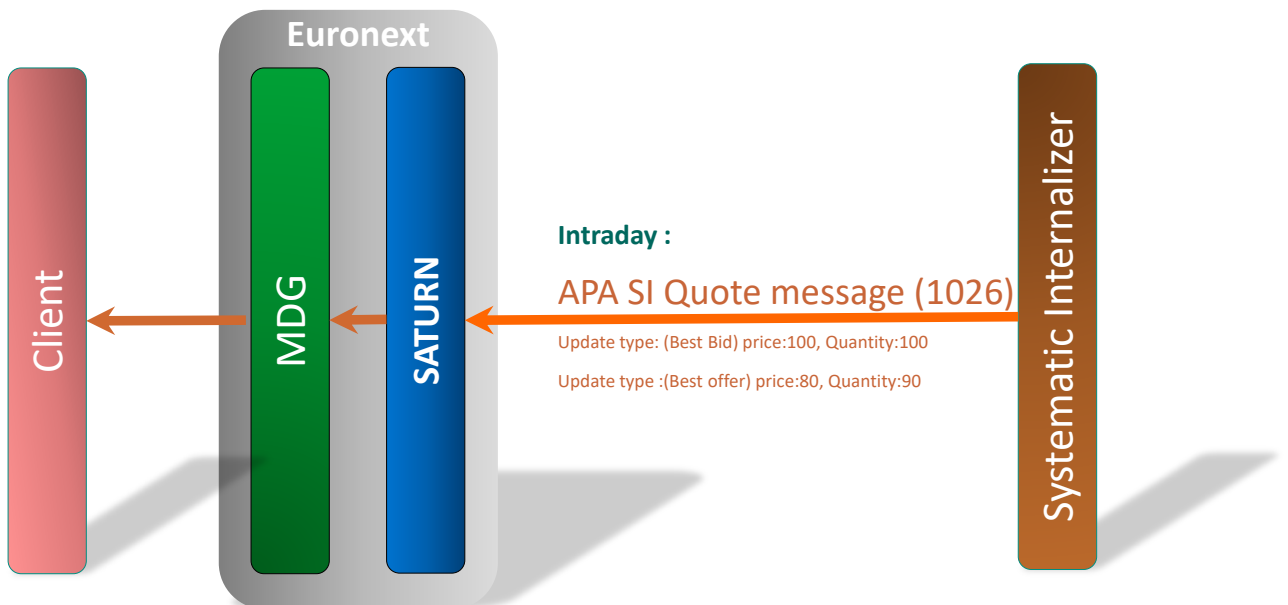 Euronext
Client
MDG
SATURN
Intraday :
APA SI Quote message (1026)
Update type: (Best Bid) price:100, Quantity:100
Update type :(Best offer) price:80, Quantity:90
Systematic Internalizer